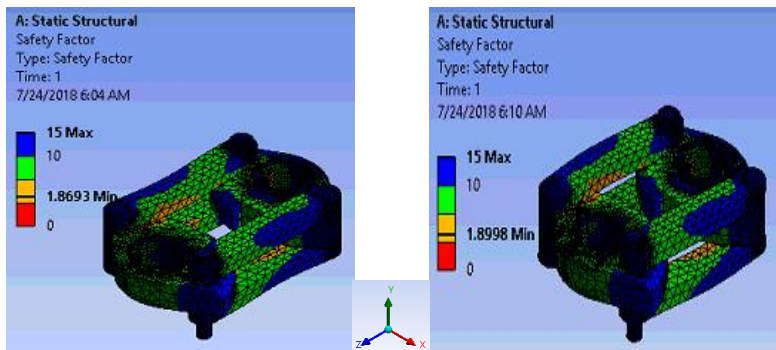 A: Static Structural
Safety Factor
Type: Safety Factor
Time: 1
7/24/2018 6:04 AM
15 Max
10
1.8693 Min
0
A: Static Structural
Safety Factor
Type: Safety Factor
Time: 1
7/24/2018 6:10 AM
15 Max
10
1.8998 Min
0
Y
Z
X